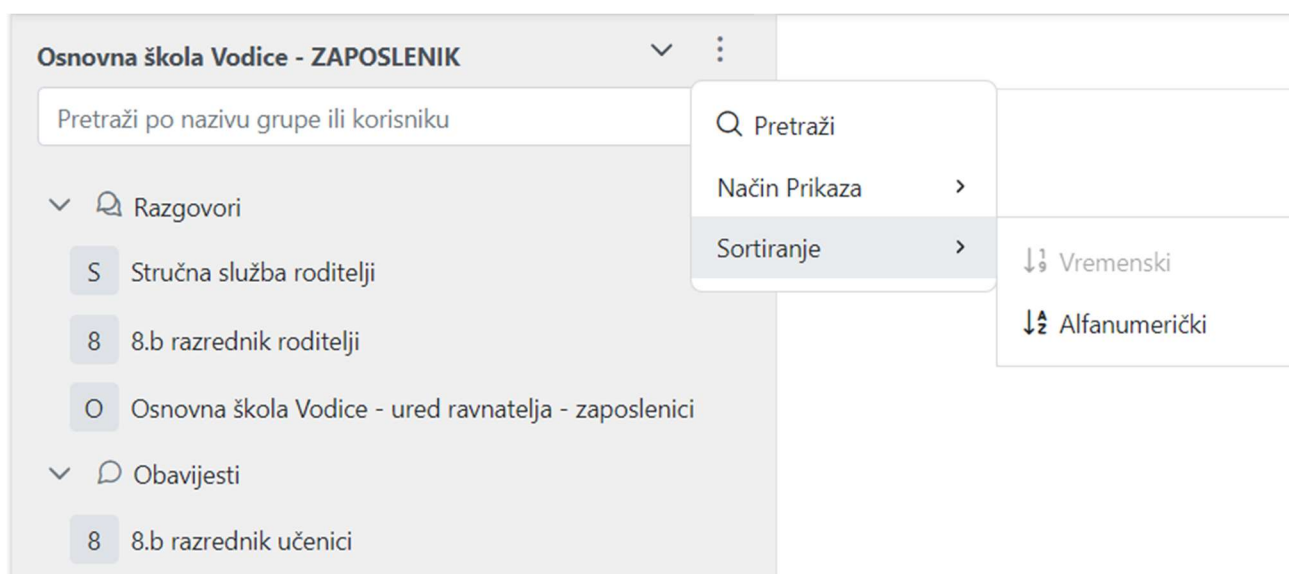 Osnovna škola Vodice - ZAPOSLENIK
Pretraži po nazivu grupe ili korisniku
Pretraži
Način Prikaza
Sortiranje
Vremenski
Alfanumerički
Razgovori
S Stručna služba roditelji
8 8.b razrednik roditelji
O Osnovna škola Vodice - ured ravnatelja - zaposlenici
Obavijesti
8 8.b razrednik učenici